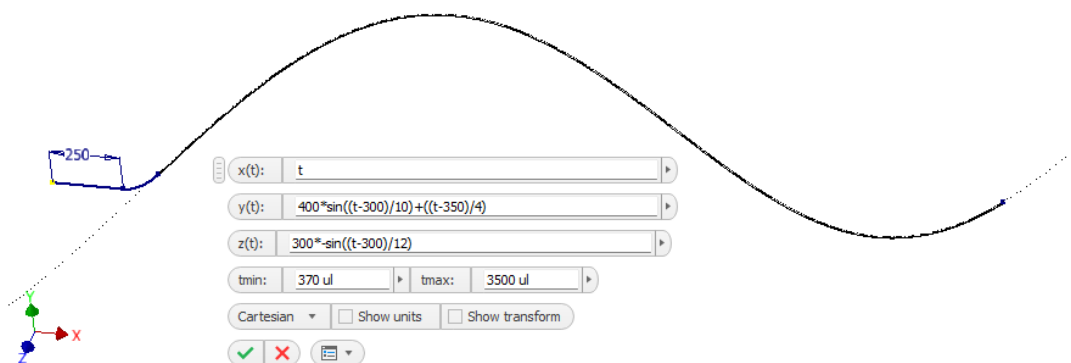 250
x(t): t
y(t): 400*sin((t-300)/10)+((t-350)/4)
z(t): 300*-sin((t-300)/12)
tmin: 370 ul tmax: 3500 ul
Cartesian Show units Show transform
Y
X
Z